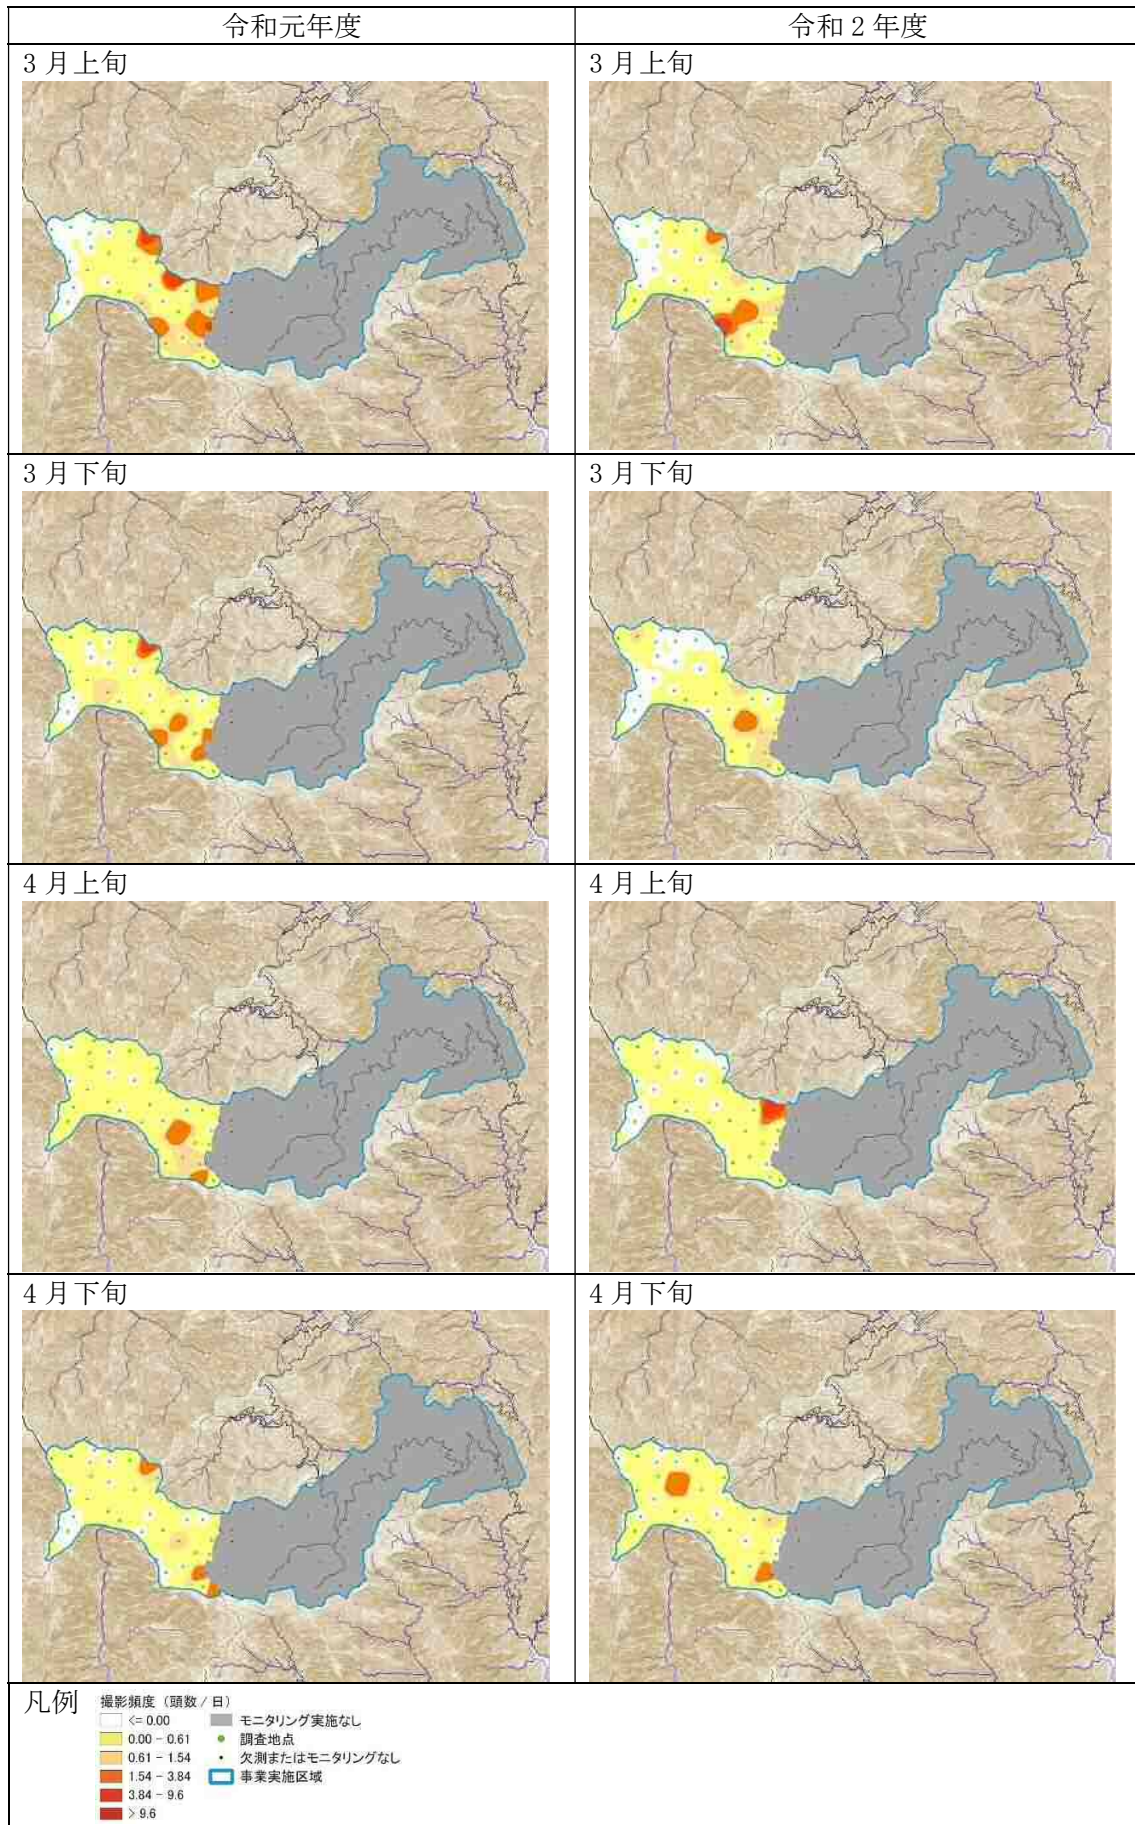 令和元年度
令和2年度
3月上旬
3月上旬
3月下旬
3月下旬
4月上旬
4月上旬
4月下旬
4月下旬
凡例
撮影頻度（頭数／日）
<= 0.00
0.00 - 0.61
0.61 - 1.54
1.54 - 3.84
3.84 - 9.6
> 9.6
モニタリング実施なし
調査地点
欠測またはモニタリングなし
事業実施区域